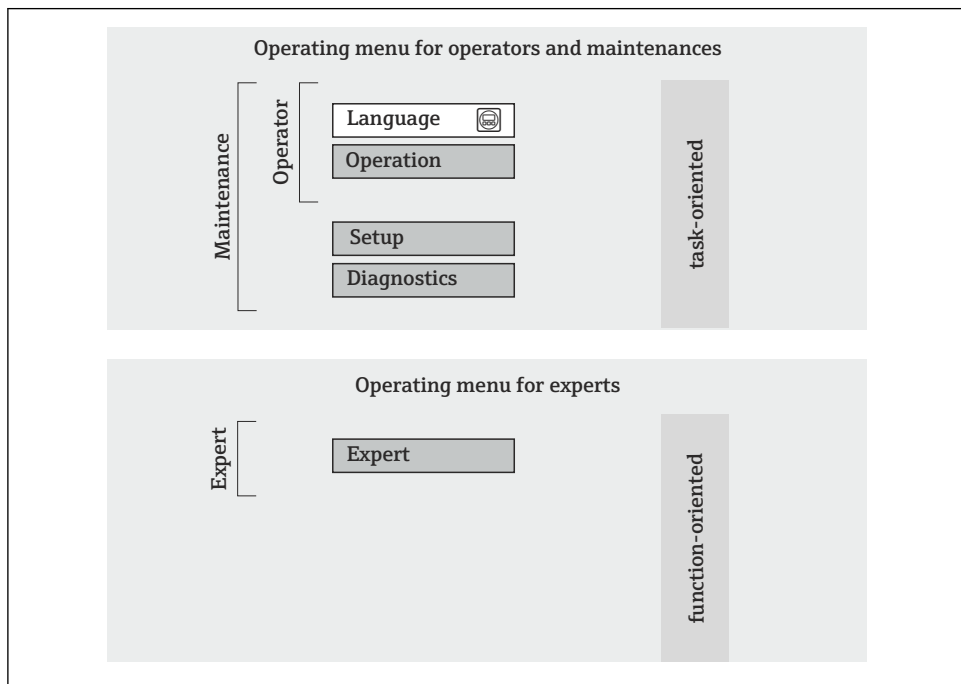 Operating menu for operators and maintenances
Maintenance
Operator
Language
Operation
Setup
Diagnostics
task-oriented
Operating menu for experts
Expert
Expert
function-oriented